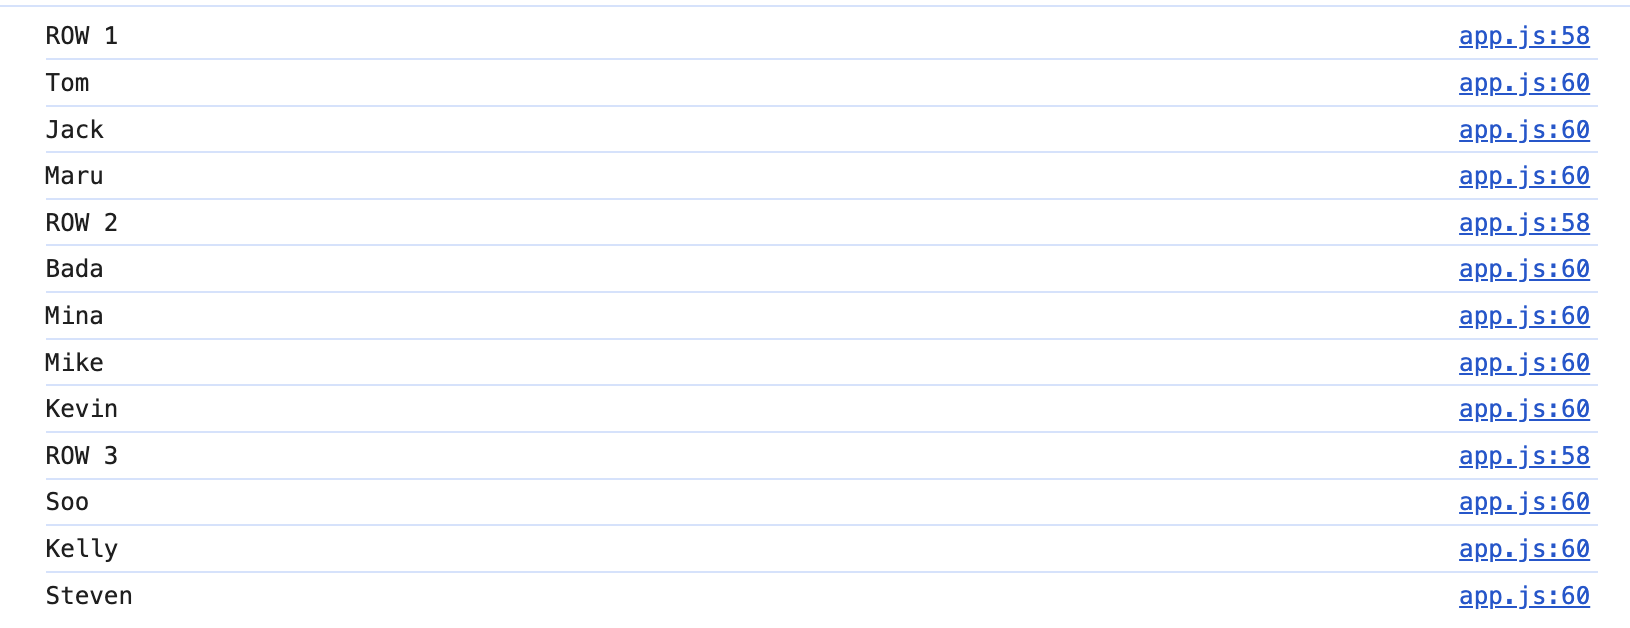 ROW 1 app.js:58
Tom app.js:60
Jack app.js:60
Maru app.js:60
ROW 2 app.js:58
Bada app.js:60
Mina app.js:60
Mike app.js:60
Kevin app.js:60
ROW 3 app.js:58
Soo app.js:60
Kelly app.js:60
Steven app.js:60